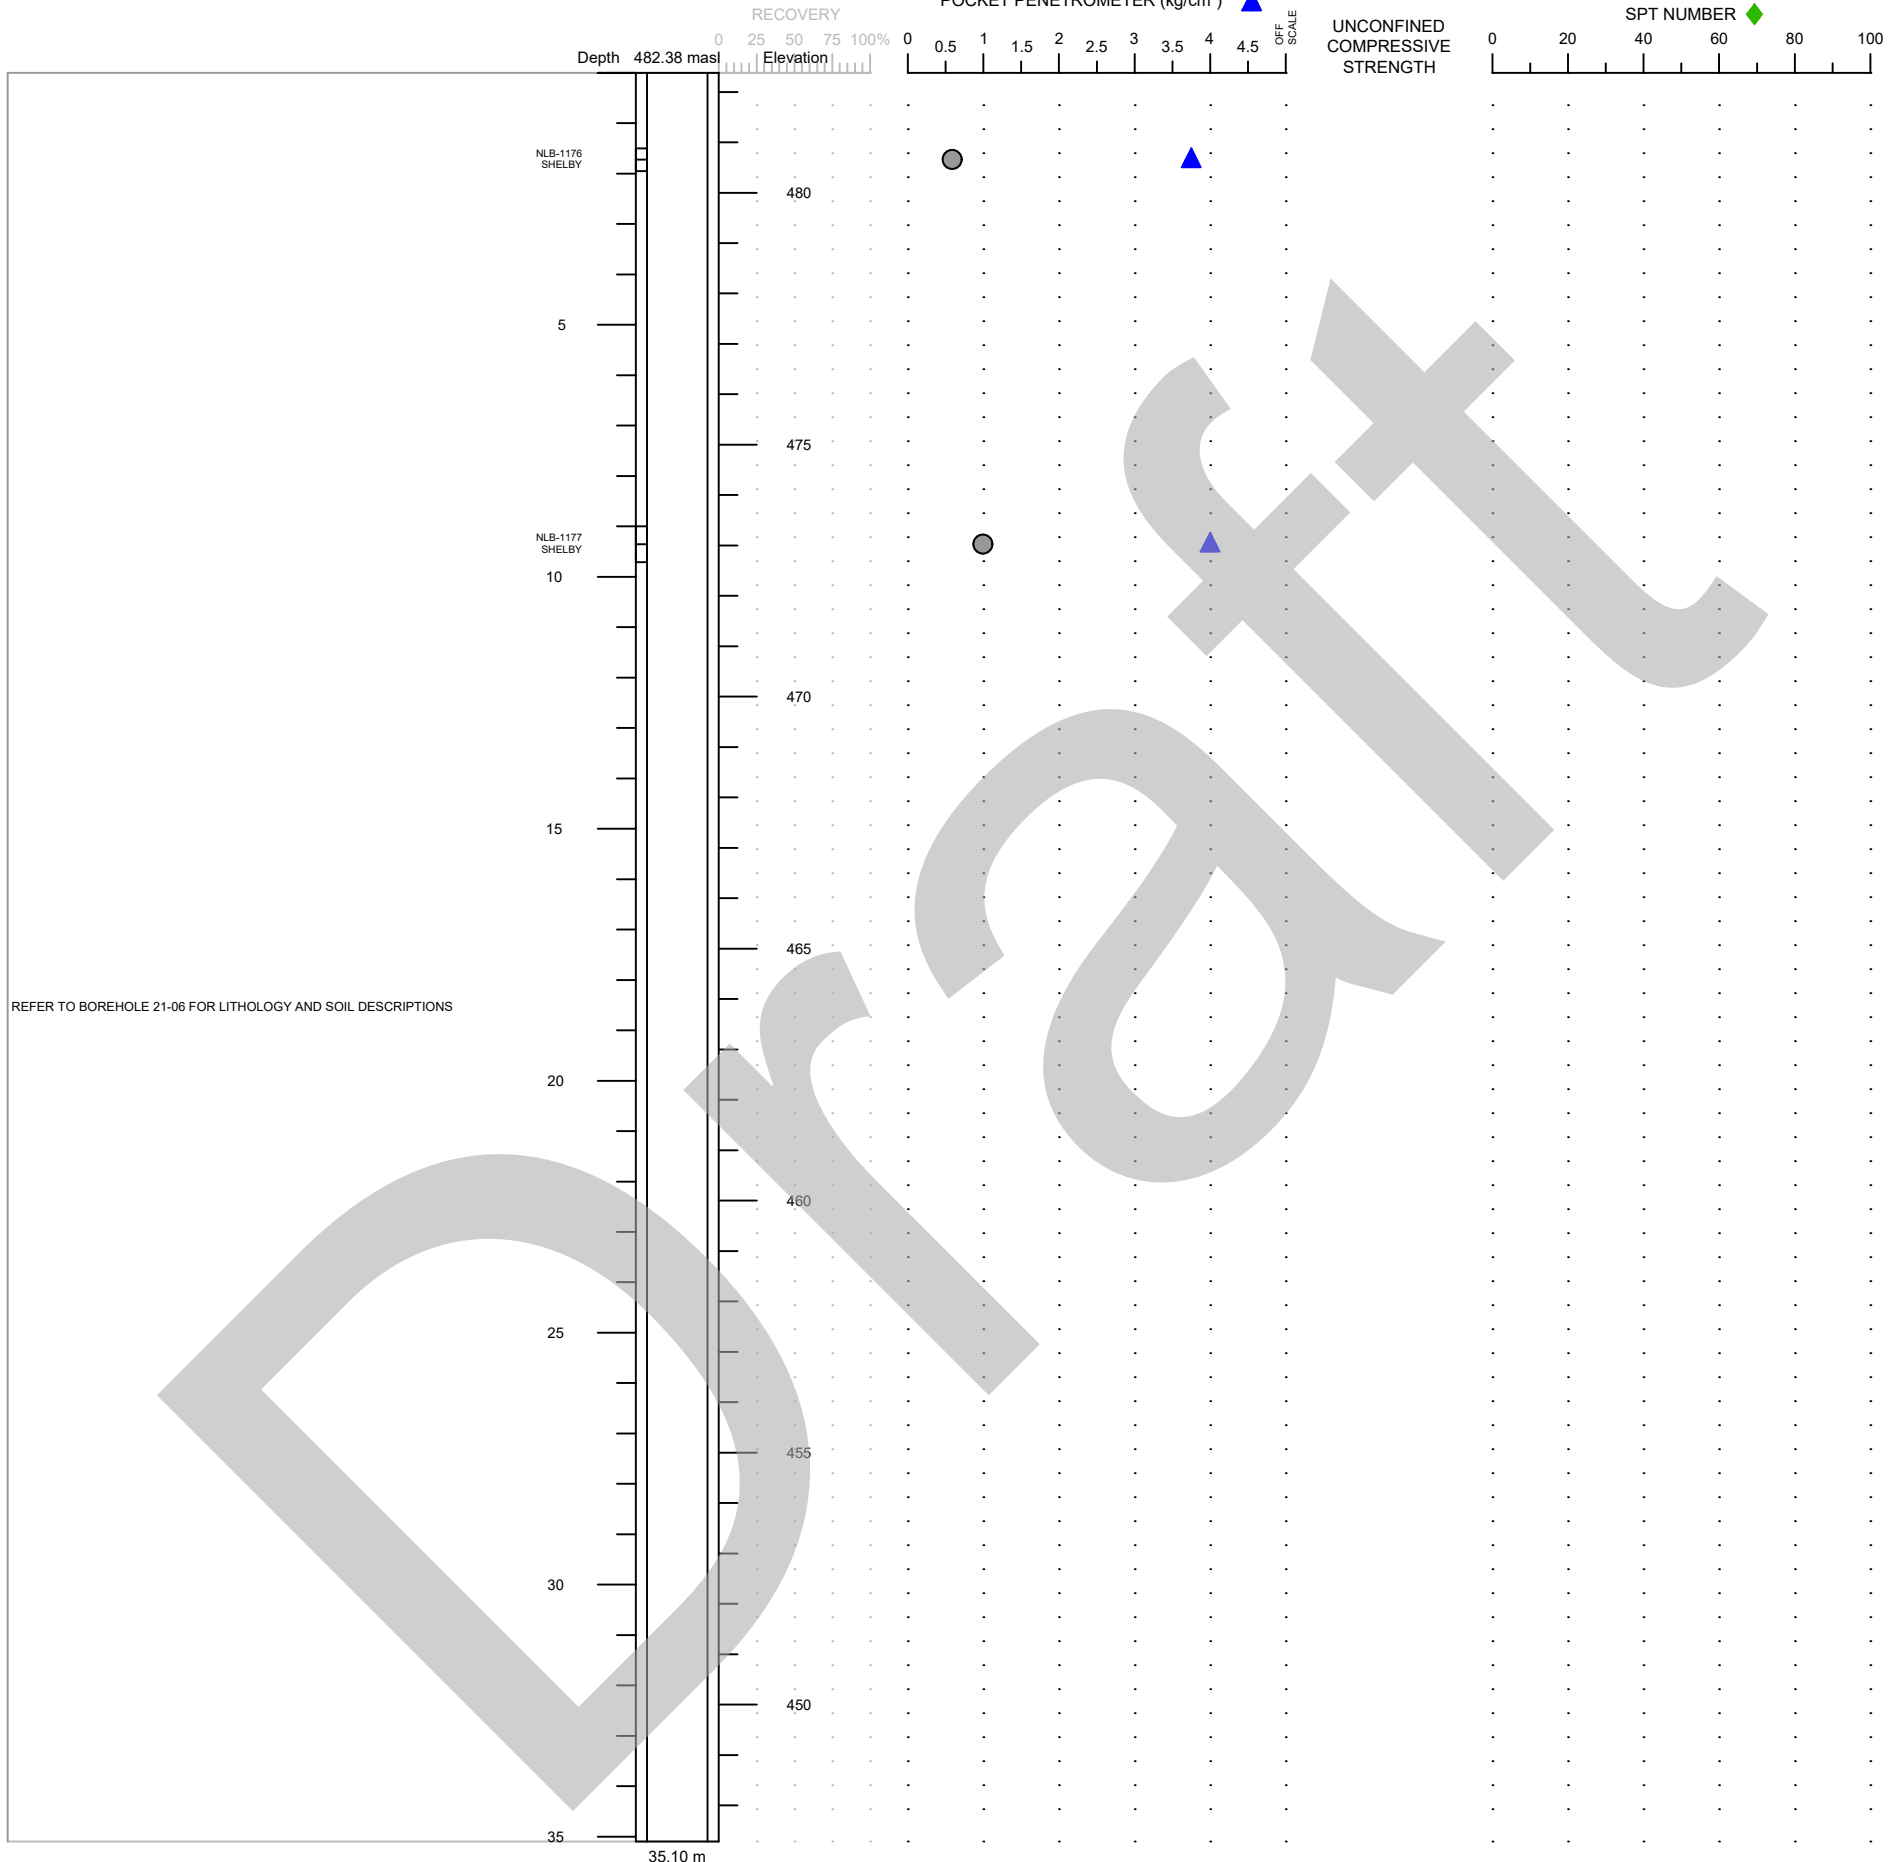 POCKET PENETROMETER (kg/cm²)
RECOVERY
SPT NUMBER
OFF SCALE
UNCONFINED
COMPRESSIVE
STRENGTH
0 25 50 75 100%
0 0.5 1 1.5 2 2.5 3 3.5 4 4.5
0 20 40 60 80 100
Depth 482.38 masl Elevation
NLB-1176
SHELBY
480
5
475
NLB-1177
SHELBY
10
470
15
465
REFER TO BOREHOLE 21-06 FOR LITHOLOGY AND SOIL DESCRIPTIONS
20
460
25
455
30
450
35
35.10 m
Draft